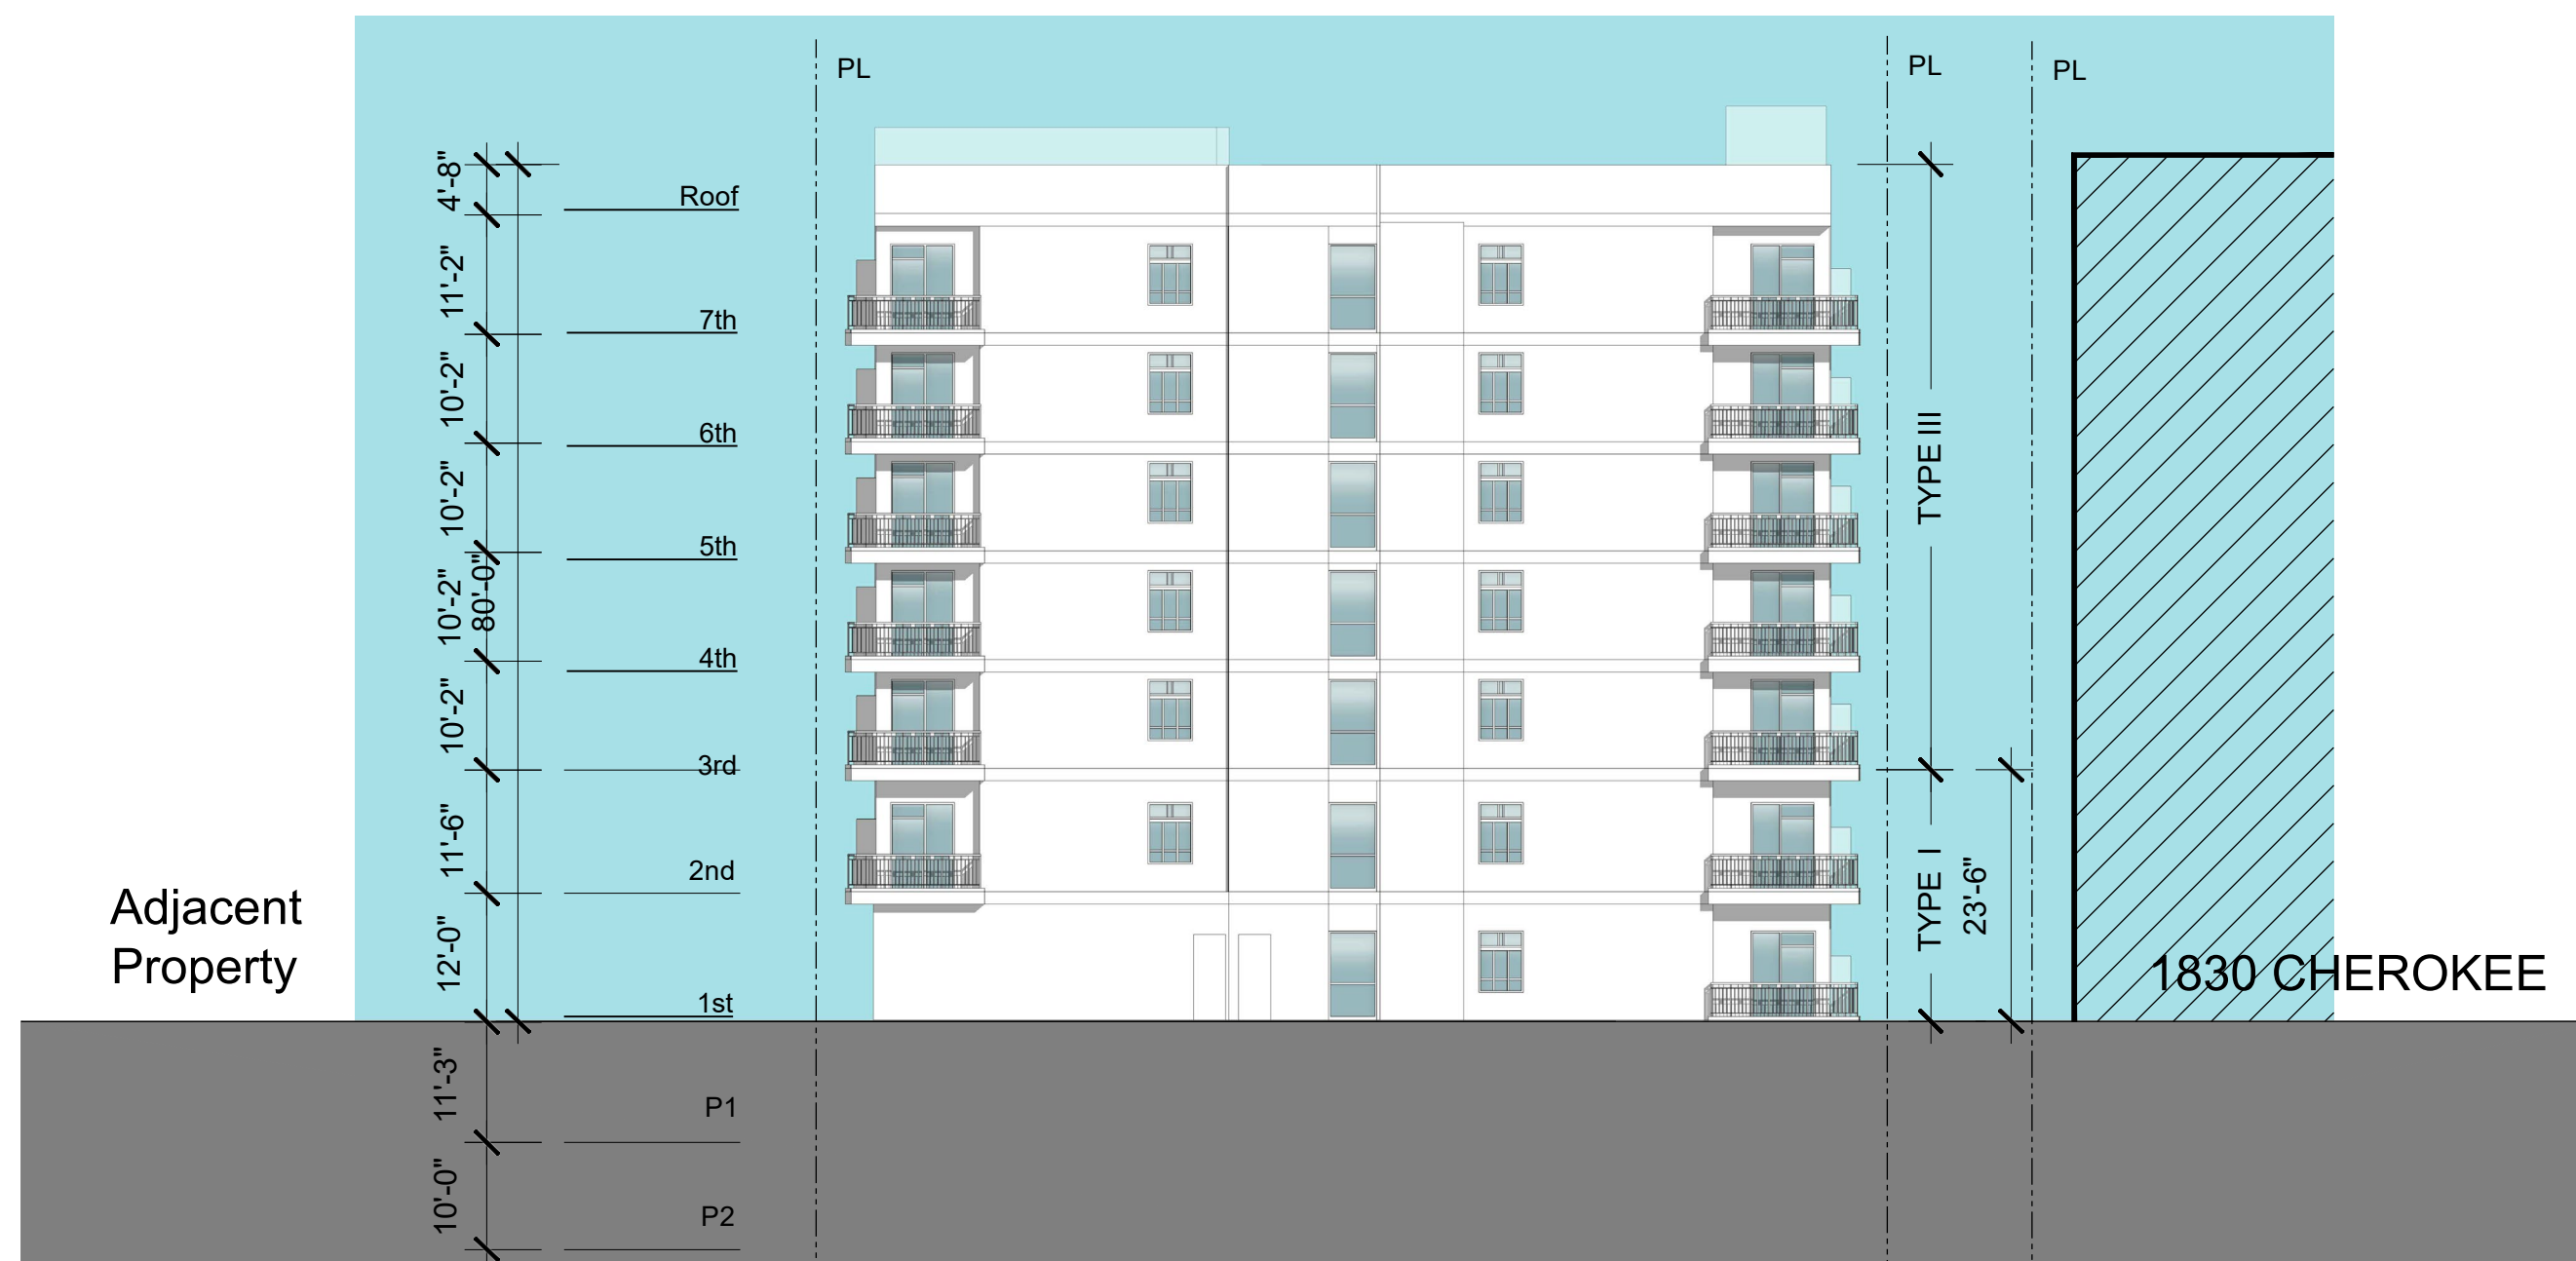 PL
PL
PL
4'-8"
Roof
11'-2"
7th
10'-2"
6th
10'-2"
5th
10'-2"
80'-0"
4th
10'-2"
3rd
11'-6"
2nd
12'-0"
1st
11'-3"
P1
10'-0"
P2
TYPE III
TYPE I
23'-6"
Adjacent
Property
1830 CHEROKEE